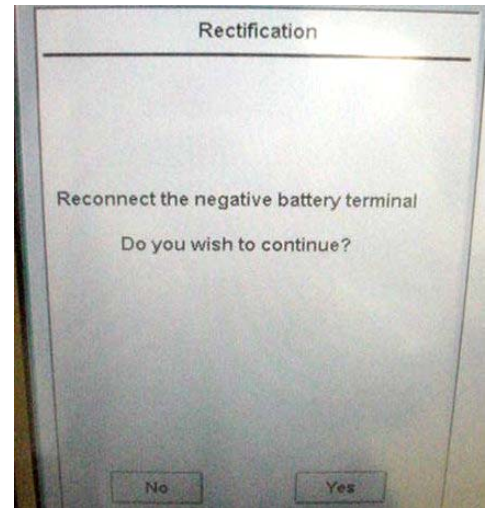 Rectification
Reconnect the negative battery terminal
Do you wish to continue?
No
Yes